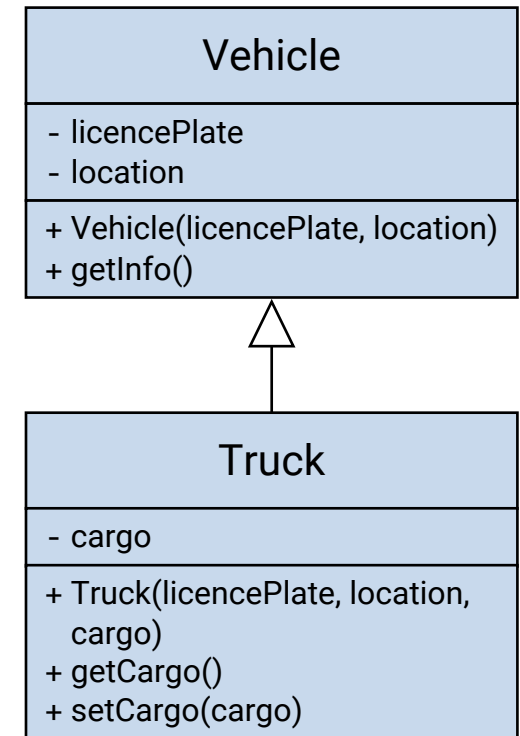 Vehicle
- licencePlate
- location
+ Vehicle(licencePlate, location)
+ getInfo()
Truck
- cargo
+ Truck(licencePlate, location,
cargo)
+ getCargo()
+ setCargo(cargo)